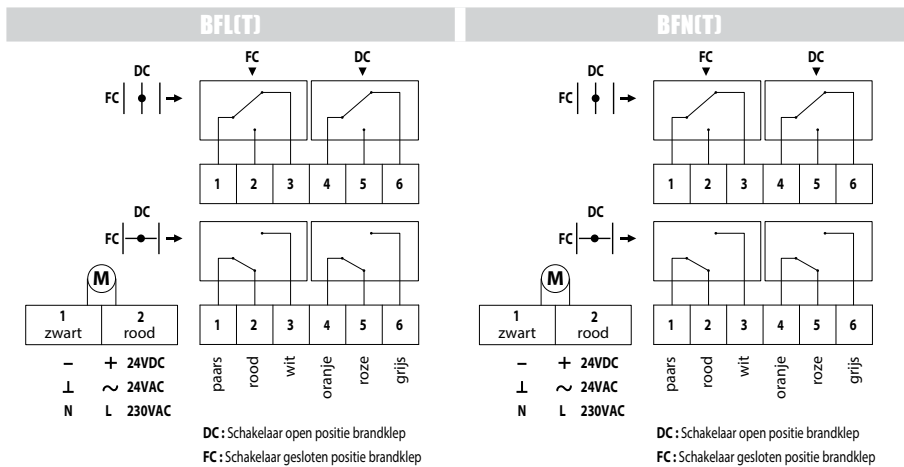 BFL(T)
FC DC
DC
FC
1 2 3 4 5 6
DC
FC
M
1 2
zwart rood
1 2 3 4 5 6
paars rood wit oranje roze grijs
– + 24VDC
⊥ ~ 24VAC
N L 230VAC
DC : Schakelaar open positie brandklep
FC : Schakelaar gesloten positie brandklep
BFN(T)
FC DC
DC
FC
1 2 3 4 5 6
DC
FC
M
1 2
zwart rood
1 2 3 4 5 6
paars rood wit oranje roze grijs
– + 24VDC
⊥ ~ 24VAC
N L 230VAC
DC : Schakelaar open positie brandklep
FC : Schakelaar gesloten positie brandklep